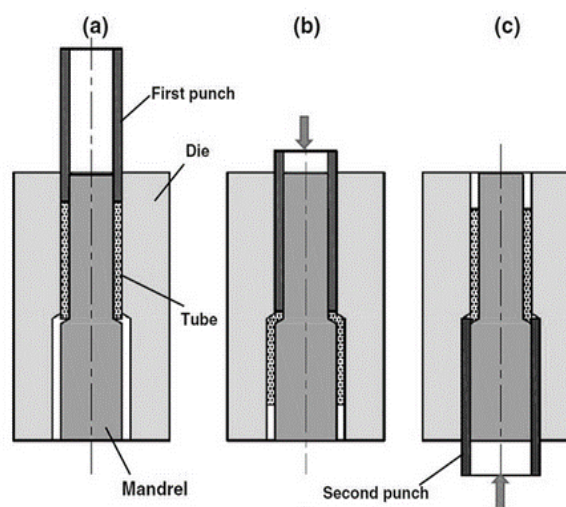 (a)
(b)
(c)
First punch
Die
Tube
Mandrel
Second punch